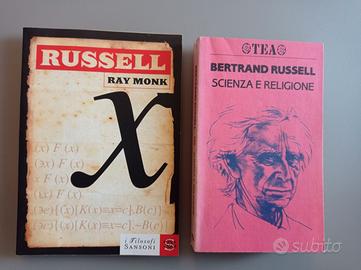 RUSSELL
RAY MONK
x
(x) F (x)
(∃x) F (x)
(x) F (x)
(∃x) F (x)
i Filosofi
SANSONI
S
TEA
BERTRAND RUSSELL
SCIENZA E RELIGIONE
subito